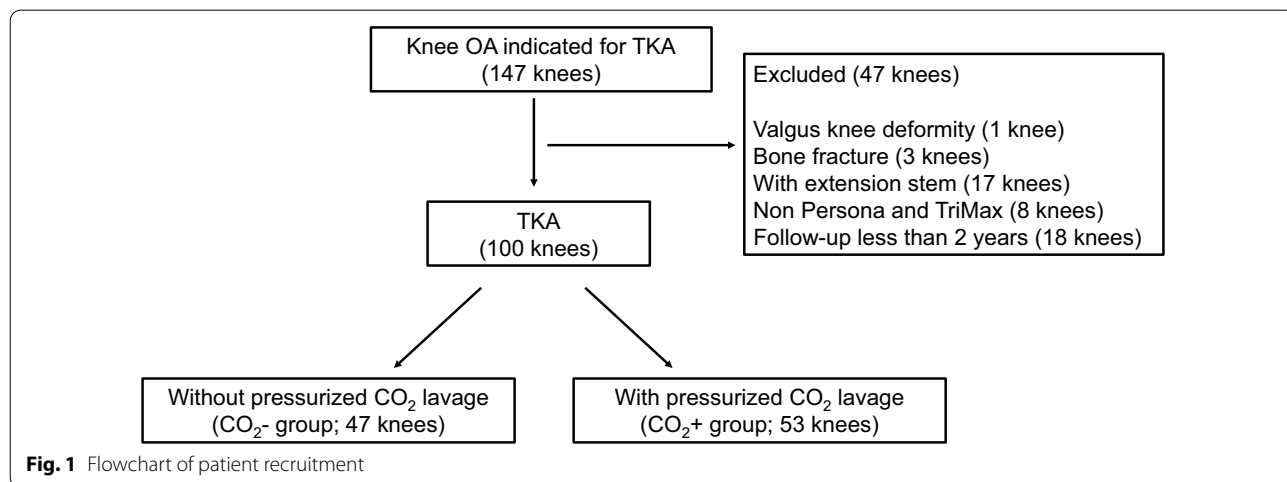 Knee OA indicated for TKA
(147 knees)
Excluded (47 knees)
Valgus knee deformity (1 knee)
Bone fracture (3 knees)
With extension stem (17 knees)
Non Persona and TriMax (8 knees)
Follow-up less than 2 years (18 knees)
TKA
(100 knees)
Without pressurized CO₂ lavage
(CO₂- group; 47 knees)
With pressurized CO₂ lavage
(CO₂+ group; 53 knees)
Fig. 1 Flowchart of patient recruitment